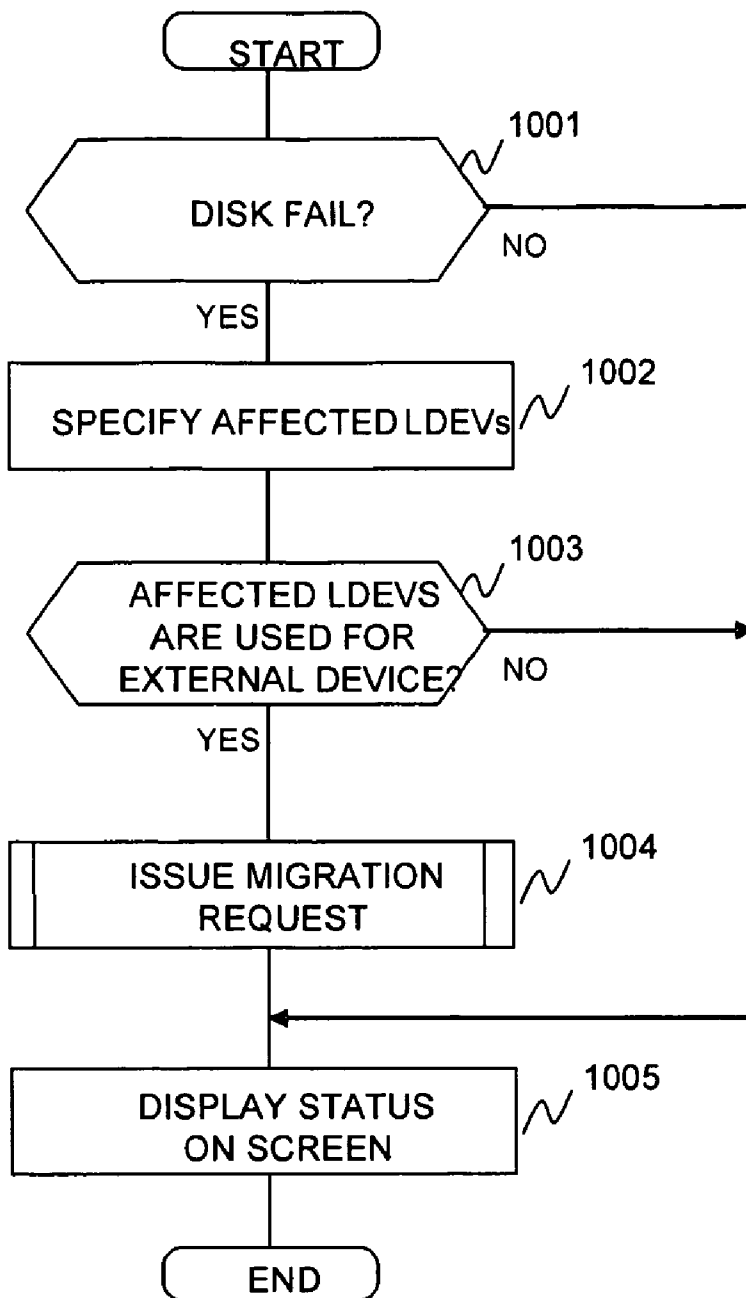 START
1001
DISK FAIL?
NO
YES
1002
SPECIFY AFFECTED LDEVs
1003
AFFECTED LDEVS
ARE USED FOR
EXTERNAL DEVICE?
NO
YES
1004
ISSUE MIGRATION
REQUEST
1005
DISPLAY STATUS
ON SCREEN
END